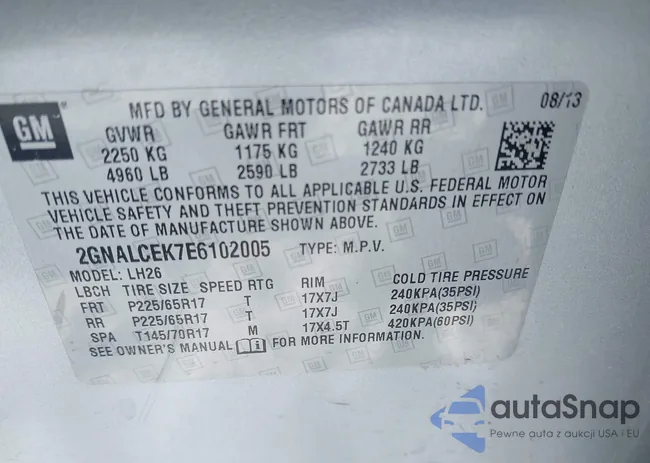 GM
MFD BY GENERAL MOTORS OF CANADA LTD. 08/13
GVWR GAWR FRT GAWR RR
2250 KG 1175 KG 1240 KG
4960 LB 2590 LB 2733 LB
THIS VEHICLE CONFORMS TO ALL APPLICABLE U.S. FEDERAL MOTOR
VEHICLE SAFETY AND THEFT PREVENTION STANDARDS IN EFFECT ON
THE DATE OF MANUFACTURE SHOWN ABOVE.
2GNALCEK7E6102005 TYPE: M.P.V.
MODEL: LH26
LBCH TIRE SIZE SPEED RTG RIM COLD TIRE PRESSURE
FRT P225/65R17 T 17X7J 240KPA(35PSI)
RR P225/65R17 T 17X7J 240KPA(35PSI)
SPA T145/70R17 M 17X4.5T 420KPA(60PSI)
SEE OWNER'S MANUAL FOR MORE INFORMATION.
autaSnap
Pewne auta z aukcji USA i EU